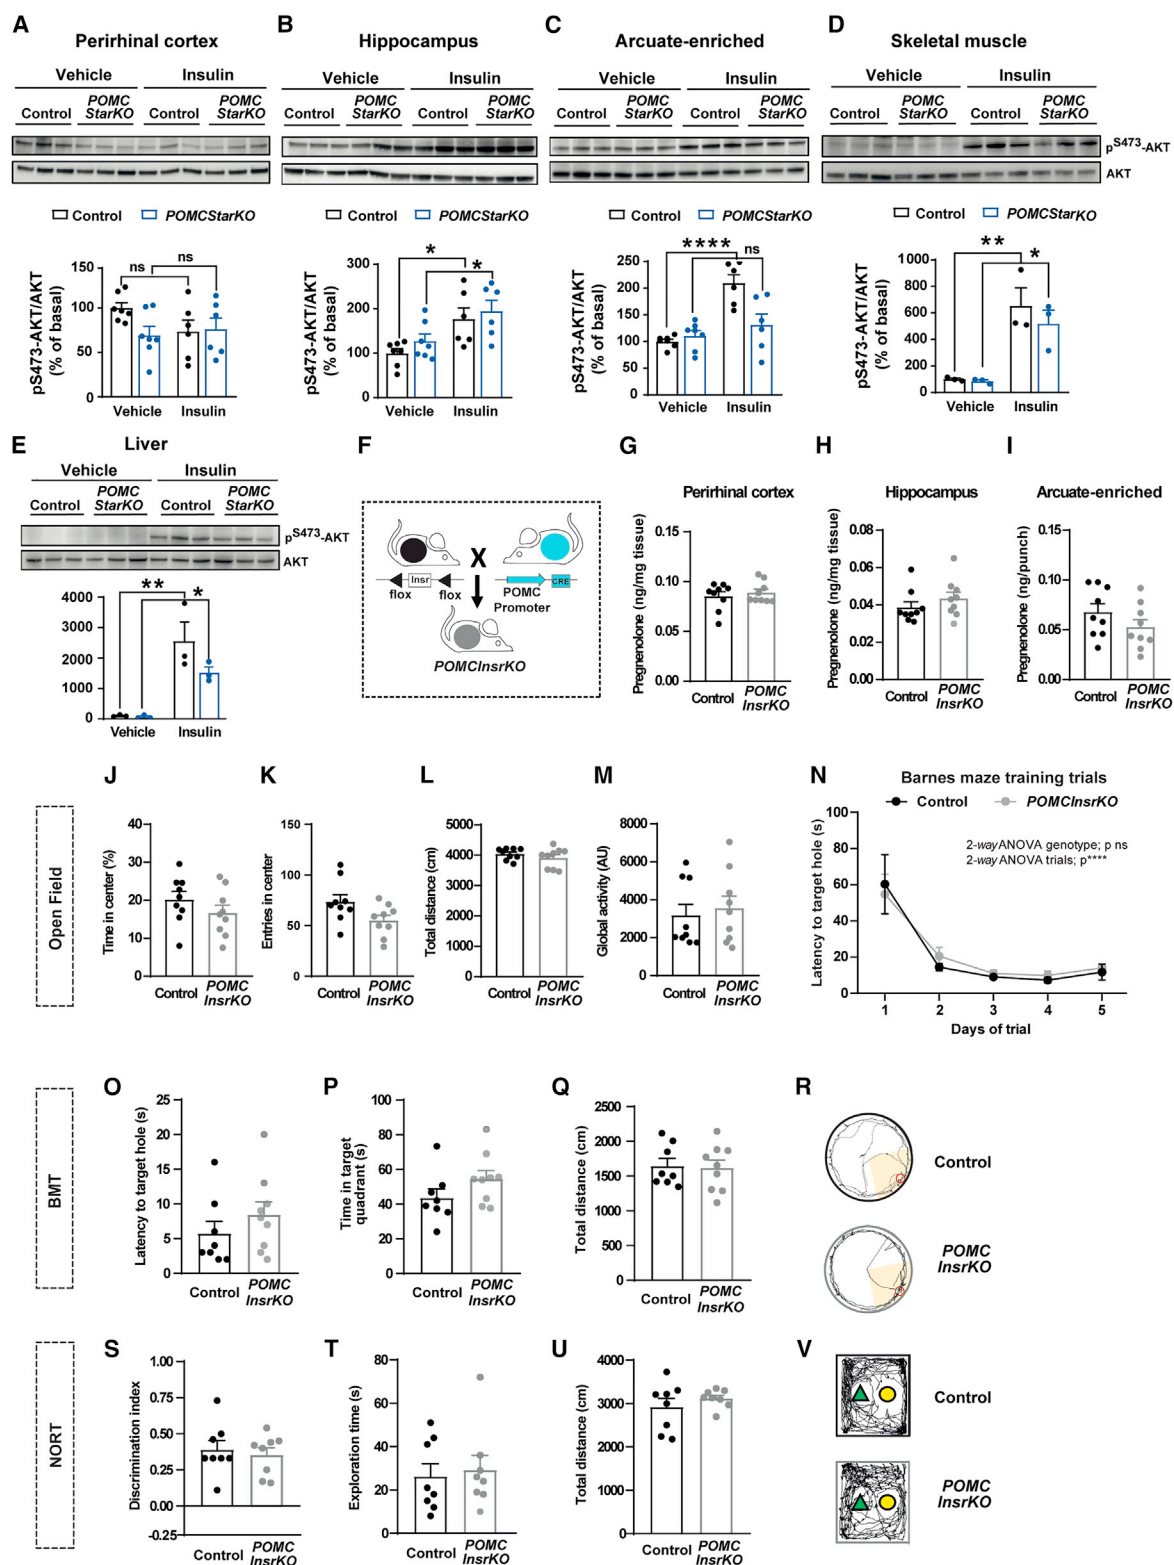 A
Perirhinal cortex
Vehicle Insulin
Control POMC StarKO Control POMC StarKO
B
Hippocampus
Vehicle Insulin
Control POMC StarKO Control POMC StarKO
C
Arcuate-enriched
Vehicle Insulin
Control POMC StarKO Control POMC StarKO
D
Skeletal muscle
Vehicle Insulin
Control POMC StarKO Control POMC StarKO
pS473-AKT
AKT
Control POMCStarKO
pS473-AKT/AKT
(% of basal)
150
100
50
0
ns
ns
Vehicle Insulin
Control POMCStarKO
pS473-AKT/AKT
(% of basal)
300
200
100
0
*
*
Vehicle Insulin
Control POMCStarKO
pS473-AKT/AKT
(% of basal)
250
200
150
100
50
0
****
ns
Vehicle Insulin
Control POMCStarKO
pS473-AKT/AKT
(% of basal)
1000
800
600
400
200
0
**
*
Vehicle Insulin
E
Liver
Vehicle Insulin
Control POMC StarKO Control POMC StarKO
pS473-AKT
AKT
4000
3000
2000
1000
0
**
*
Vehicle Insulin
F
X
Insr
flox flox
CRE
POMC
Promoter
POMCInsrKO
G
Perirhinal cortex
Pregnenolone (ng/mg tissue)
0.15
0.10
0.05
0.00
Control POMC InsrKO
H
Hippocampus
Pregnenolone (ng/mg tissue)
0.08
0.06
0.04
0.02
0.00
Control POMC InsrKO
I
Arcuate-enriched
Pregnenolone (ng/punch)
0.15
0.10
0.05
0.00
Control POMC InsrKO
Open Field
J
Time in center (%)
40
30
20
10
0
Control POMC InsrKO
K
Entries in center
150
100
50
0
Control POMC InsrKO
L
Total distance (cm)
5000
4000
3000
2000
1000
0
Control POMC InsrKO
M
Global activity (AU)
8000
6000
4000
2000
0
Control POMC InsrKO
N
Barnes maze training trials
Control POMCInsrKO
2-way ANOVA genotype; p ns
2-way ANOVA trials; p****
Latency to target hole (s)
100
80
60
40
20
0
1 2 3 4 5
Days of trial
BMT
O
Latency to target hole (s)
25
20
15
10
5
0
Control POMC InsrKO
P
Time in target
quadrant (s)
100
80
60
40
20
0
Control POMC InsrKO
Q
Total distance (cm)
2500
2000
1500
1000
500
0
Control POMC InsrKO
R
Control
POMC
InsrKO
NORT
S
Discrimination index
1.00
0.75
0.50
0.25
0.00
-0.25
Control POMC InsrKO
T
Exploration time (s)
80
60
40
20
0
Control POMC InsrKO
U
Total distance (cm)
4000
3000
2000
1000
0
Control POMC InsrKO
V
Control
POMC
InsrKO